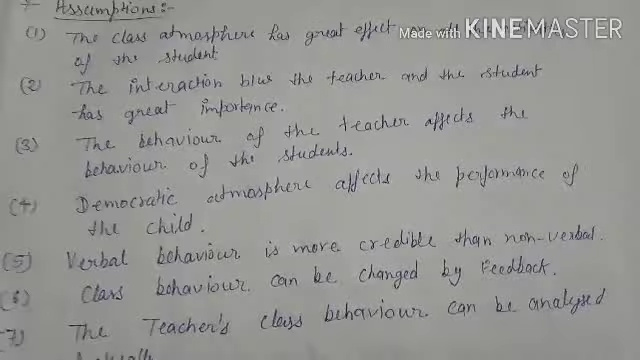 Assumptions:-
Made with KINEMASTER
(1) The class atmosphere has great effect on
of the student
(2) The interaction b/w the teacher and the student
has great importance.
(3) The behaviour of the teacher affects the
behaviour of the students.
(4) Democratic atmosphere affects the performance of
the child.
(5) Verbal behaviour is more credible than non-verbal.
(6) Class behaviour can be changed by Feedback.
7) The Teacher's class behaviour can be analysed